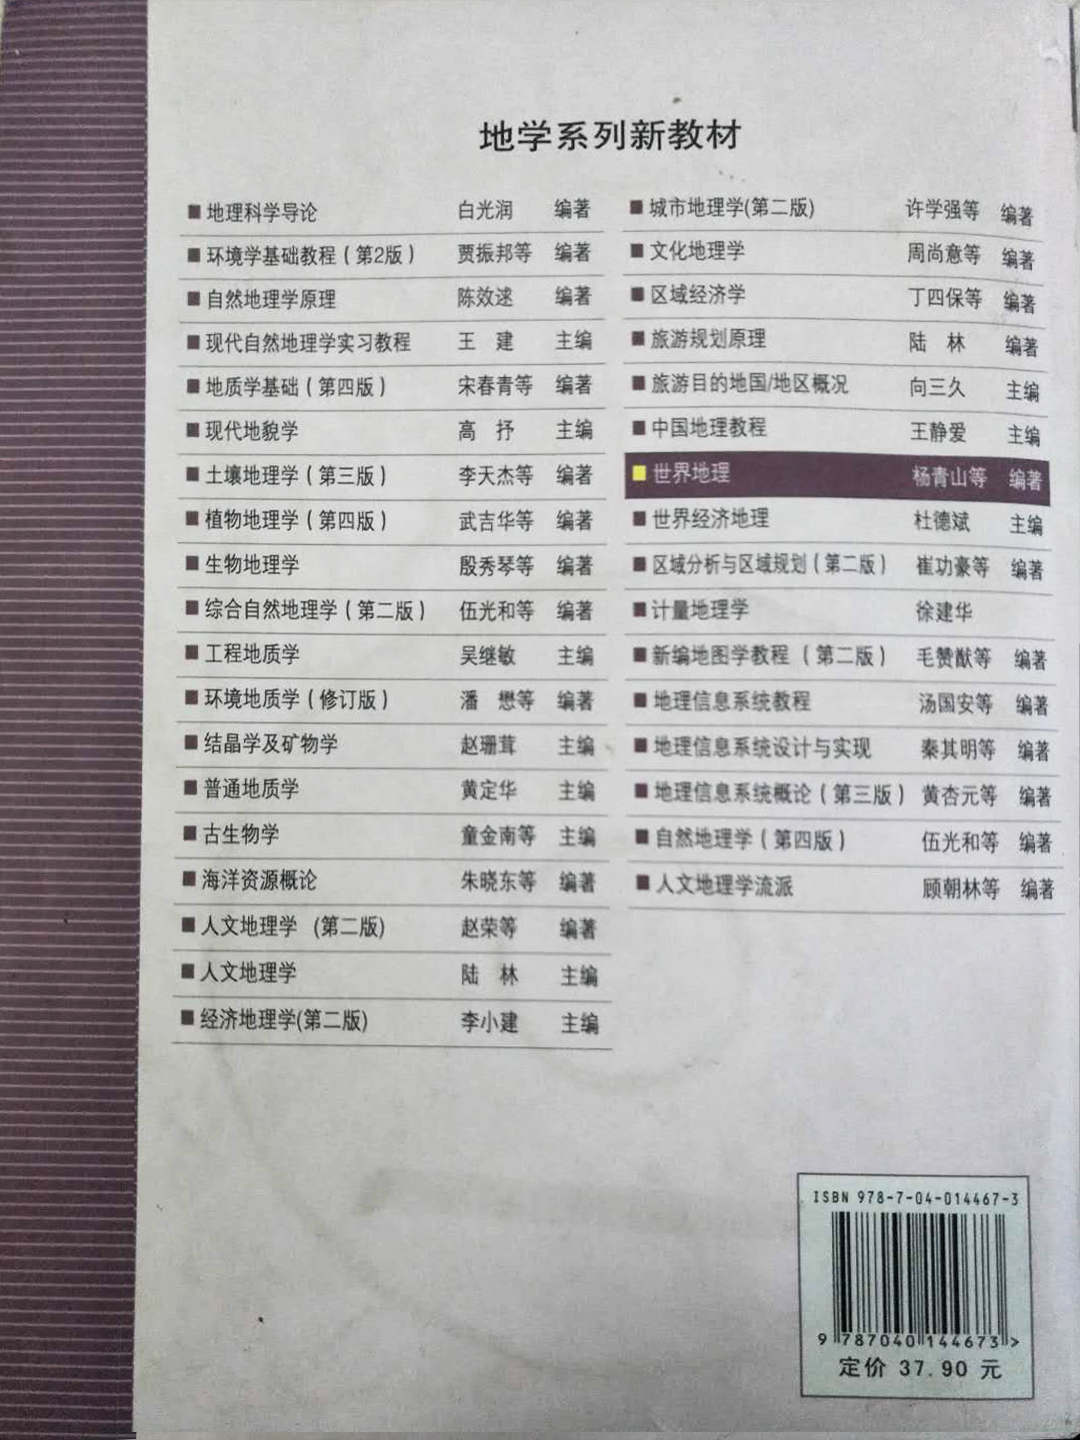 地学系列新教材
■ 地理科学导论 白光润 编著
■ 环境学基础教程（第2版） 贾振邦等 编著
■ 自然地理学原理 陈效逑 编著
■ 现代自然地理学实习教程 王 建 主编
■ 地质学基础（第四版） 宋春青等 编著
■ 现代地貌学 高 抒 主编
■ 土壤地理学（第三版） 李天杰等 编著
■ 植物地理学（第四版） 武吉华等 编著
■ 生物地理学 殷秀琴等 编著
■ 综合自然地理学（第二版） 伍光和等 编著
■ 工程地质学 吴继敏 主编
■ 环境地质学（修订版） 潘 懋等 编著
■ 结晶学及矿物学 赵珊茸 主编
■ 普通地质学 黄定华 主编
■ 古生物学 童金南等 主编
■ 海洋资源概论 朱晓东等 编著
■ 人文地理学 (第二版) 赵荣等 编著
■ 人文地理学 陆 林 主编
■ 经济地理学(第二版) 李小建 主编
■ 城市地理学(第二版) 许学强等 编著
■ 文化地理学 周尚意等 编著
■ 区域经济学 丁四保等 编著
■ 旅游规划原理 陆 林 编著
■ 旅游目的地国/地区概况 向三久 主编
■ 中国地理教程 王静爱 主编
■ 世界地理 杨青山等 编著
■ 世界经济地理 杜德斌 主编
■ 区域分析与区域规划（第二版） 崔功豪等 编著
■ 计量地理学 徐建华
■ 新编地图学教程（第二版） 毛赞猷等 编著
■ 地理信息系统教程 汤国安等 编著
■ 地理信息系统设计与实现 秦其明等 编著
■ 地理信息系统概论（第三版） 黄杏元等 编著
■ 自然地理学（第四版） 伍光和等 编著
■ 人文地理学流派 顾朝林等 编著
ISBN 978-7-04-014467-3
9 787040 144673 >
定价 37.90 元